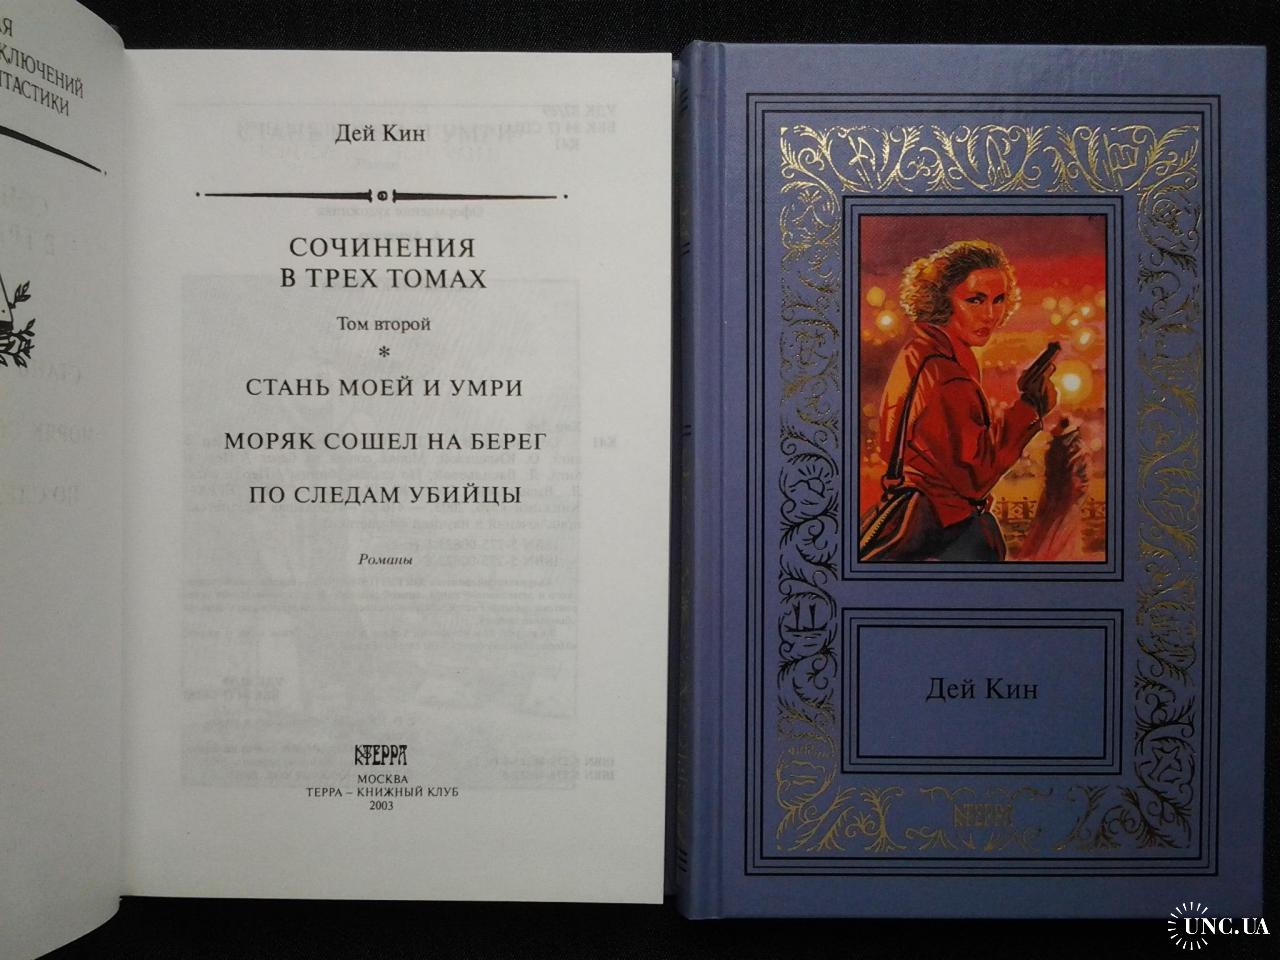 КЛЮЧЕНИЙ
ТАСТИКИ
Дей Кин
СОЧИНЕНИЯ
В ТРЕХ ТОМАХ
Том второй
*
СТАНЬ МОЕЙ И УМРИ
МОРЯК СОШЕЛ НА БЕРЕГ
ПО СЛЕДАМ УБИЙЦЫ
Романы
ТЕРРА
МОСКВА
ТЕРРА – КНИЖНЫЙ КЛУБ
2003
Дей Кин
ТЕРРА
UNC.UA